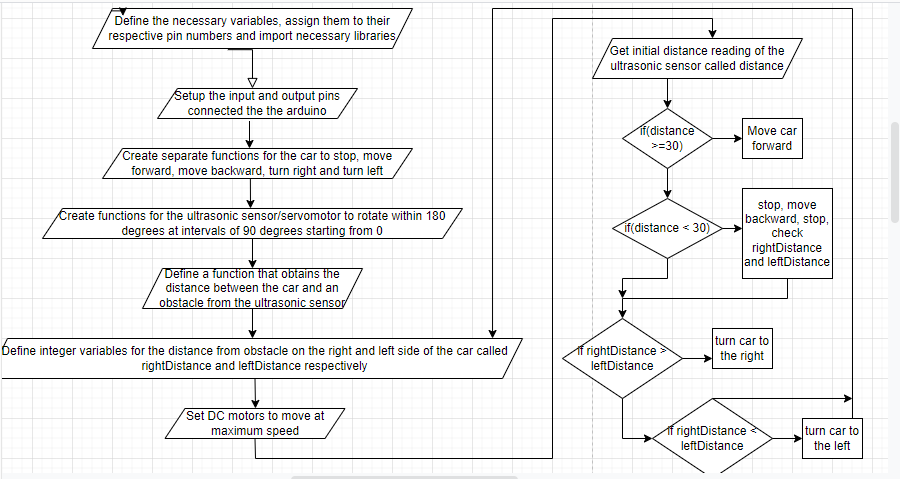 Define the necessary variables, assign them to their
respective pin numbers and import necessary libraries
Setup the input and output pins
connected the the arduino
Create separate functions for the car to stop, move
forward, move backward, turn right and turn left
Create functions for the ultrasonic sensor/servomotor to rotate within 180
degrees at intervals of 90 degrees starting from 0
Define a function that obtains the
distance between the car and an
obstacle from the ultrasonic sensor
Define integer variables for the distance from obstacle on the right and left side of the car called
rightDistance and leftDistance respectively
Set DC motors to move at
maximum speed
Get initial distance reading of the
ultrasonic sensor called distance
if(distance
>=30)
Move car
forward
if(distance < 30)
stop, move
backward, stop,
check
rightDistance
and leftDistance
if rightDistance >
leftDistance
turn car to
the right
if rightDistance <
leftDistance
turn car to
the left